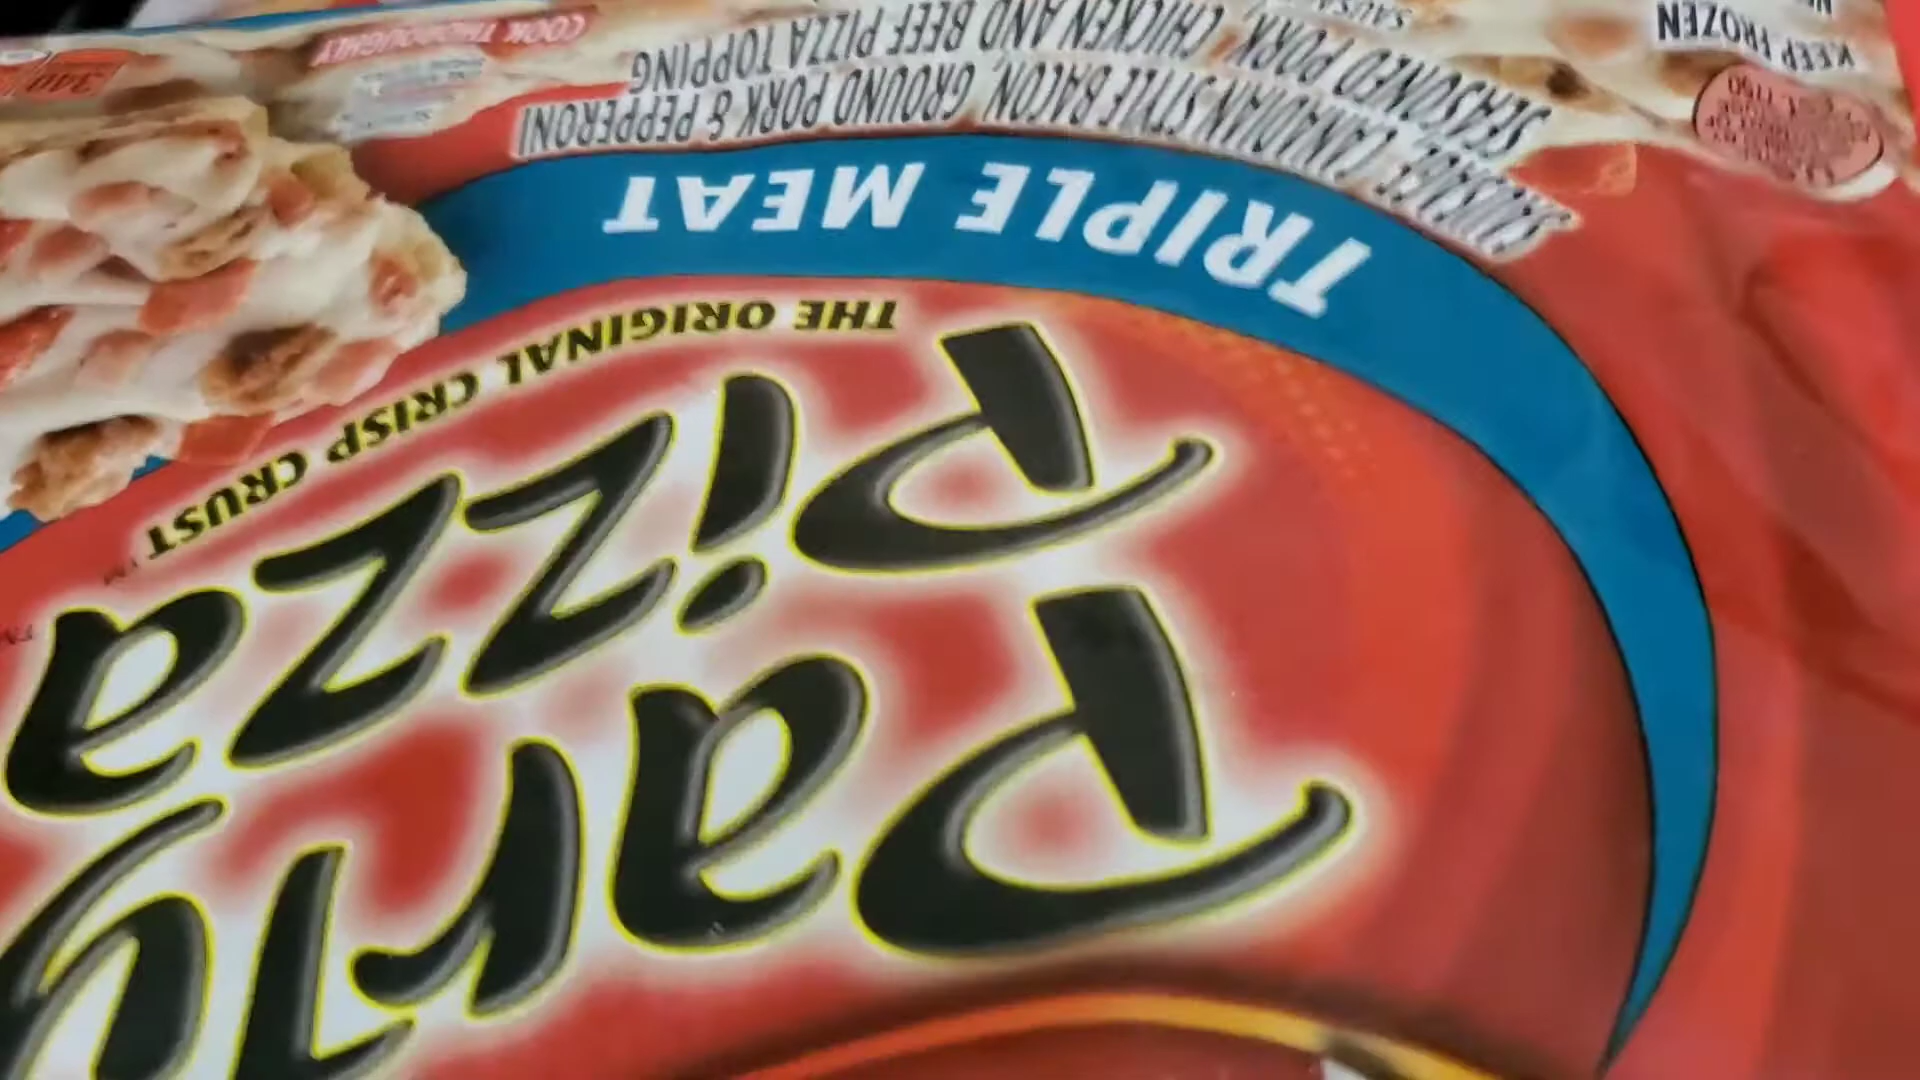 Party
Pizza
THE ORIGINAL CRISP CRUST
TRIPLE MEAT
SAUSAGE, CANADIAN STYLE BACON, GROUND PORK & PEPPERONI
SEASONED PORK, CHICKEN, AND BEEF PIZZA TOPPING
KEEP FROZEN
COOK THOROUGHLY
340